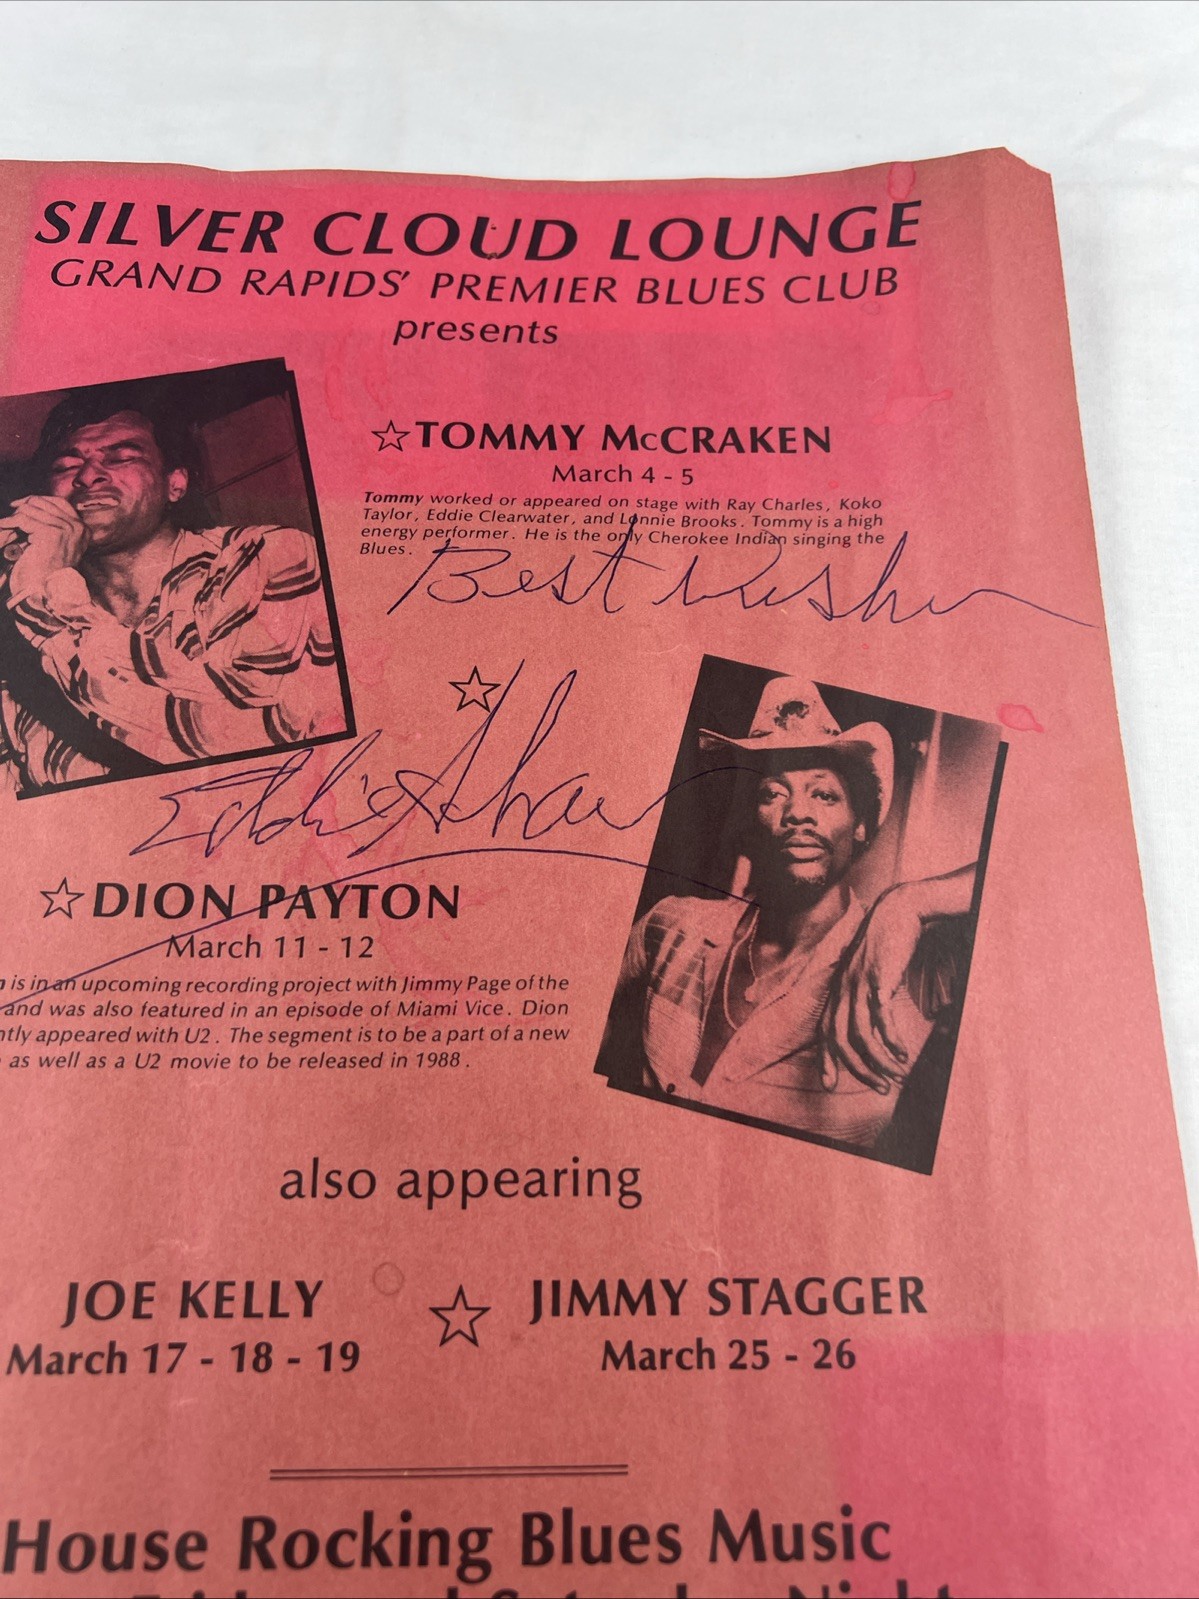 SILVER CLOUD LOUNGE
GRAND RAPIDS' PREMIER BLUES CLUB
presents
☆TOMMY McCRAKEN
March 4 - 5
Tommy worked or appeared on stage with Ray Charles, Koko
Taylor, Eddie Clearwater, and Lonnie Brooks. Tommy is a high
energy performer. He is the only Cherokee Indian singing the
Blues.
Best Wishes
Eddie Shaw
☆DION PAYTON
March 11 - 12
is in an upcoming recording project with Jimmy Page of the
and was also featured in an episode of Miami Vice. Dion
appeared with U2. The segment is to be a part of a new
as well as a U2 movie to be released in 1988.
also appearing
JOE KELLY ☆ JIMMY STAGGER
March 17 - 18 - 19 March 25 - 26
House Rocking Blues Music